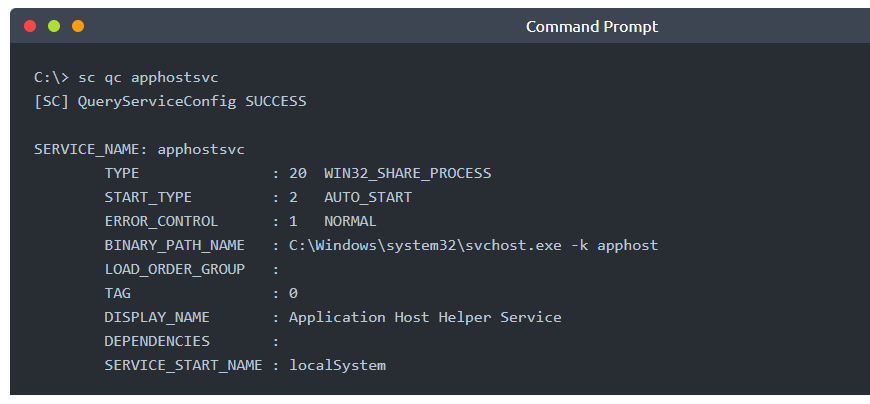 Command Prompt
C:\> sc qc apphostsvc
[SC] QueryServiceConfig SUCCESS
SERVICE_NAME: apphostsvc
TYPE : 20 WIN32_SHARE_PROCESS
START_TYPE : 2 AUTO_START
ERROR_CONTROL : 1 NORMAL
BINARY_PATH_NAME : C:\Windows\system32\svchost.exe -k apphost
LOAD_ORDER_GROUP :
TAG : 0
DISPLAY_NAME : Application Host Helper Service
DEPENDENCIES :
SERVICE_START_NAME : localSystem